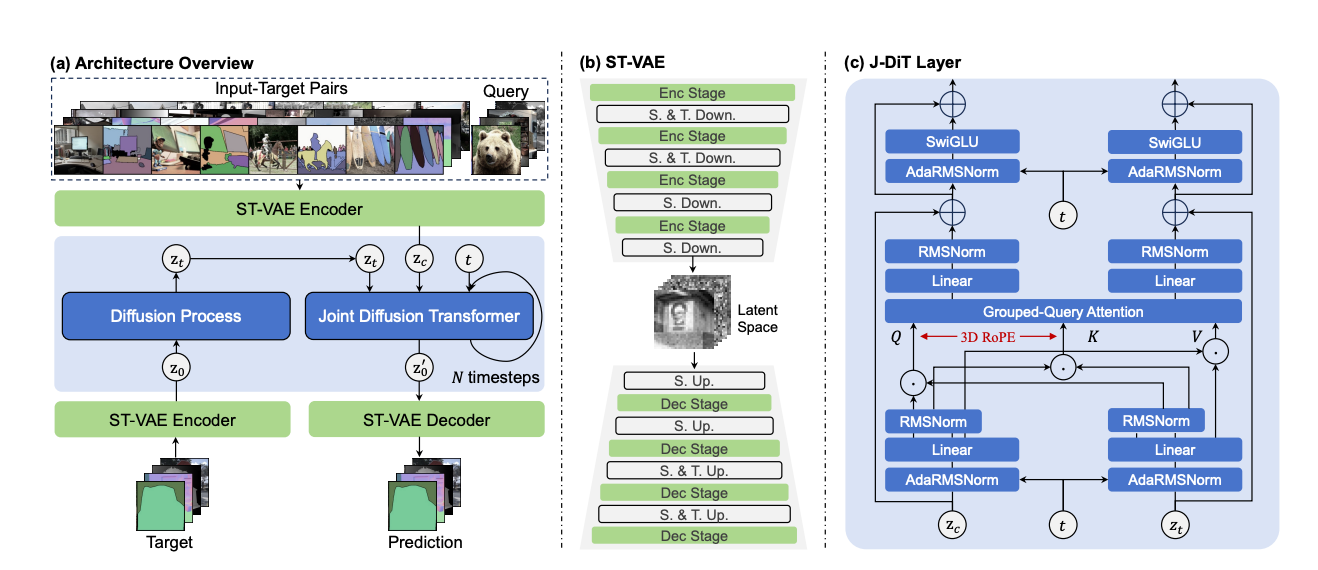 (a) Architecture Overview
Input-Target Pairs
Query
ST-VAE Encoder
z_t
z_t
z_c
t
Diffusion Process
Joint Diffusion Transformer
z_0
z'_0
N timesteps
ST-VAE Encoder
ST-VAE Decoder
Target
Prediction
(b) ST-VAE
Enc Stage
S. & T. Down.
Enc Stage
S. & T. Down.
Enc Stage
S. Down.
Enc Stage
S. Down.
Latent
Space
S. Up.
Dec Stage
S. Up.
Dec Stage
S. & T. Up.
Dec Stage
S. & T. Up.
Dec Stage
(c) J-DiT Layer
SwiGLU
SwiGLU
AdaRMSNorm
AdaRMSNorm
t
RMSNorm
RMSNorm
Linear
Linear
Grouped-Query Attention
Q
3D RoPE
K
V
RMSNorm
RMSNorm
Linear
Linear
AdaRMSNorm
AdaRMSNorm
z_c
t
z_t